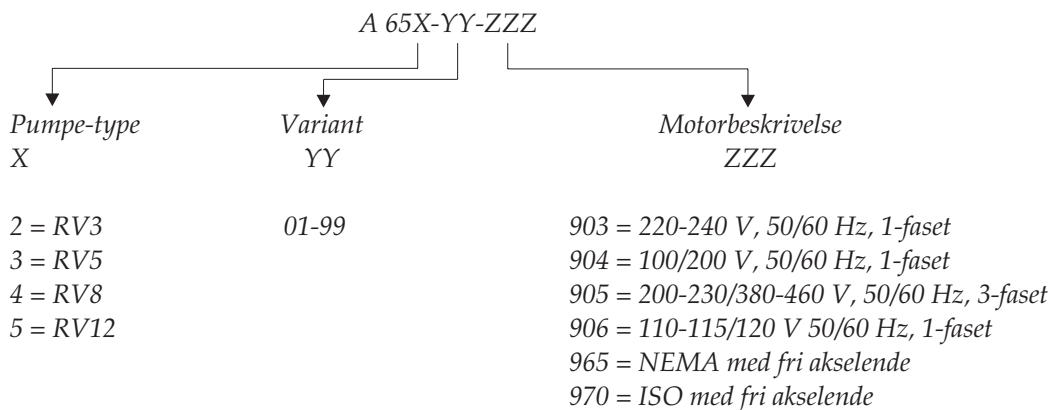 A 65X-YY-ZZZ
Pumpe-type Variant Motorbeskrivelse
X YY ZZZ
2 = RV3 01-99 903 = 220-240 V, 50/60 Hz, 1-faset
3 = RV5 904 = 100/200 V, 50/60 Hz, 1-faset
4 = RV8 905 = 200-230/380-460 V, 50/60 Hz, 3-faset
5 = RV12 906 = 110-115/120 V 50/60 Hz, 1-faset
965 = NEMA med fri akselende
970 = ISO med fri akselende